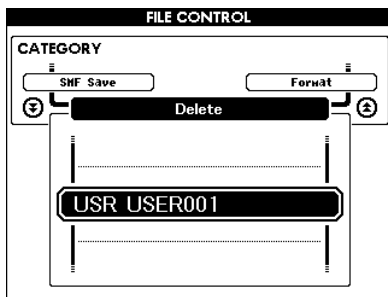 FILE CONTROL
CATEGORY
SMF Save
Format
Delete
USR USER001